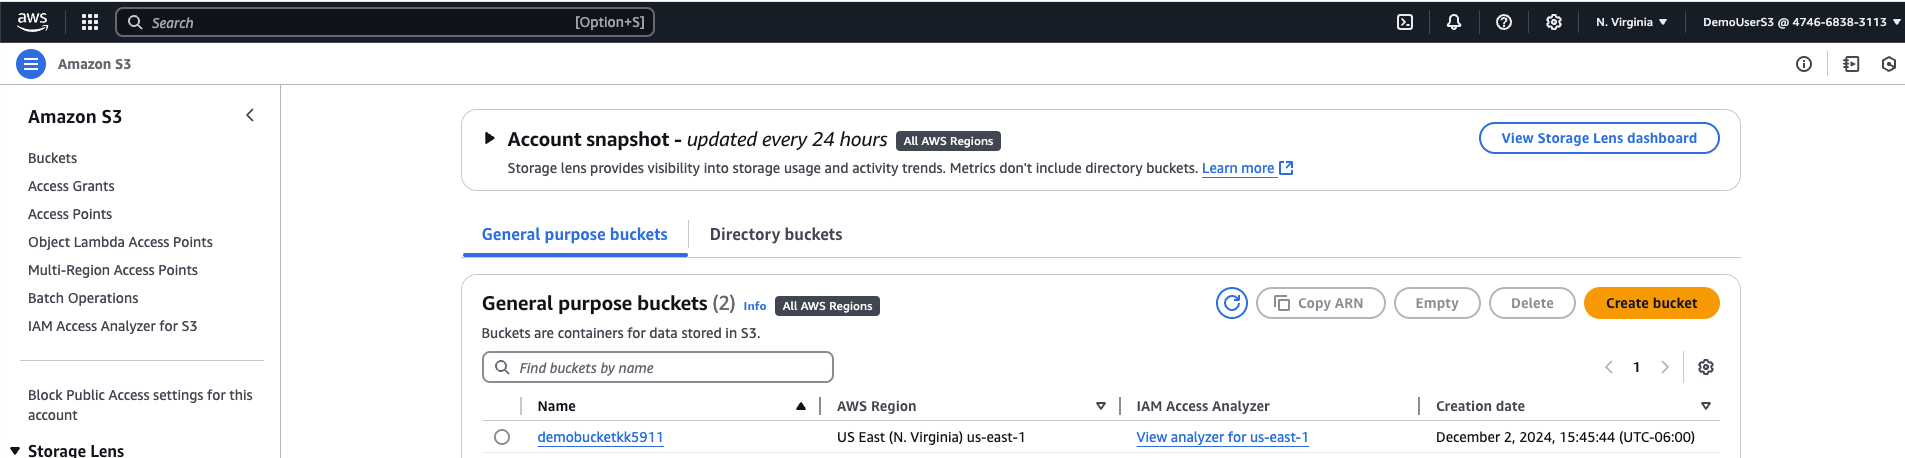 aws
Search [Option+S]
N. Virginia
DemoUserS3 @ 4746-6838-3113
Amazon S3
Amazon S3
Buckets
Access Grants
Access Points
Object Lambda Access Points
Multi-Region Access Points
Batch Operations
IAM Access Analyzer for S3
Block Public Access settings for this
account
Storage Lens
Account snapshot - updated every 24 hours All AWS Regions
View Storage Lens dashboard
Storage lens provides visibility into storage usage and activity trends. Metrics don't include directory buckets. Learn more
General purpose buckets Directory buckets
General purpose buckets (2) Info All AWS Regions
Copy ARN Empty Delete Create bucket
Buckets are containers for data stored in S3.
Find buckets by name
1
Name AWS Region IAM Access Analyzer Creation date
demobucketkk5911 US East (N. Virginia) us-east-1 View analyzer for us-east-1 December 2, 2024, 15:45:44 (UTC-06:00)